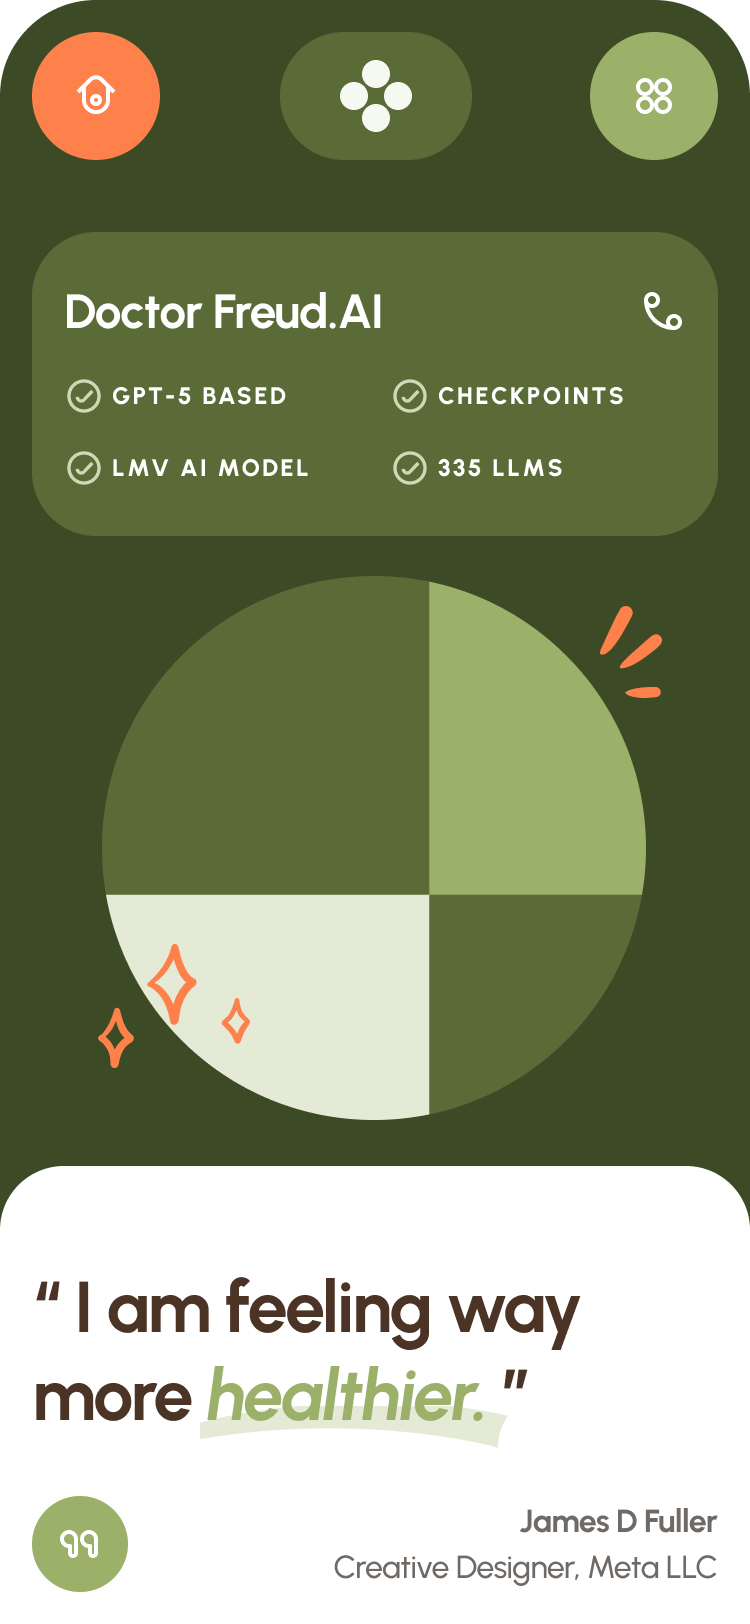 Doctor Freud.AI
GPT-5 BASED
CHECKPOINTS
LMV AI MODEL
335 LLMS
“ I am feeling way
more healthier. ”
James D Fuller
Creative Designer, Meta LLC